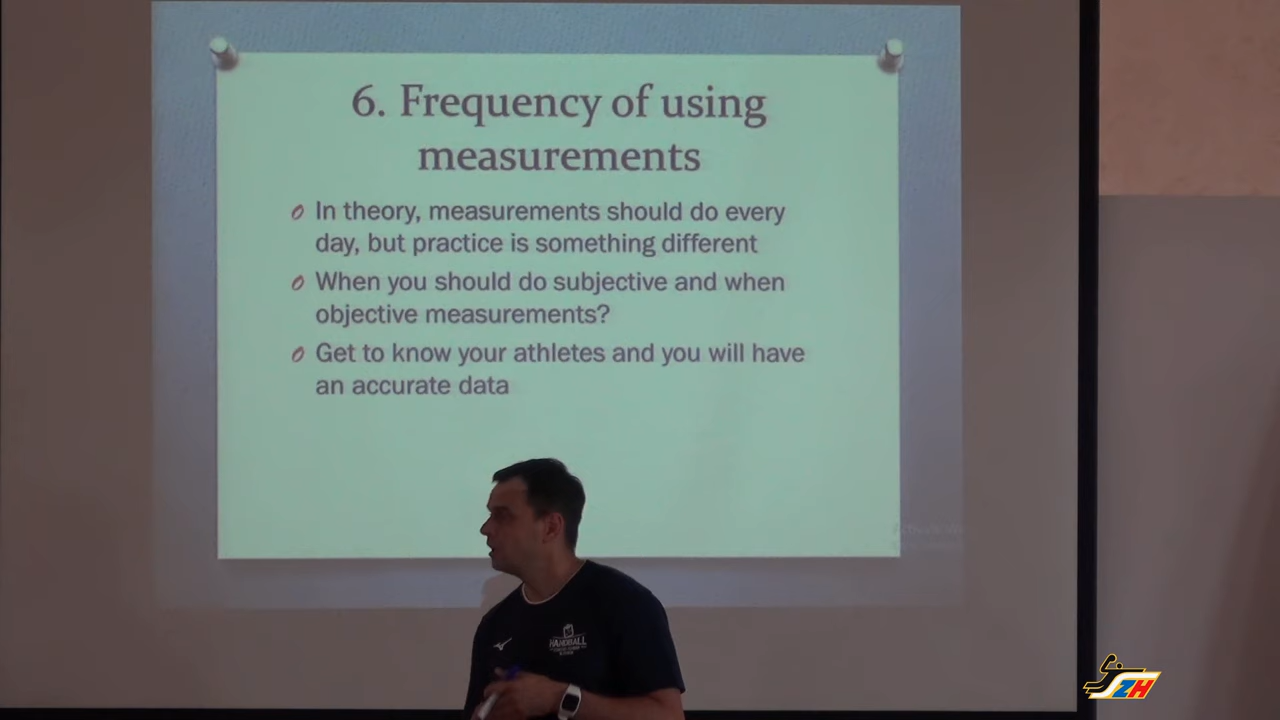 6. Frequency of using
measurements
In theory, measurements should do every
day, but practice is something different
When you should do subjective and when
objective measurements?
Get to know your athletes and you will have
an accurate data
HANDBALL
SZH